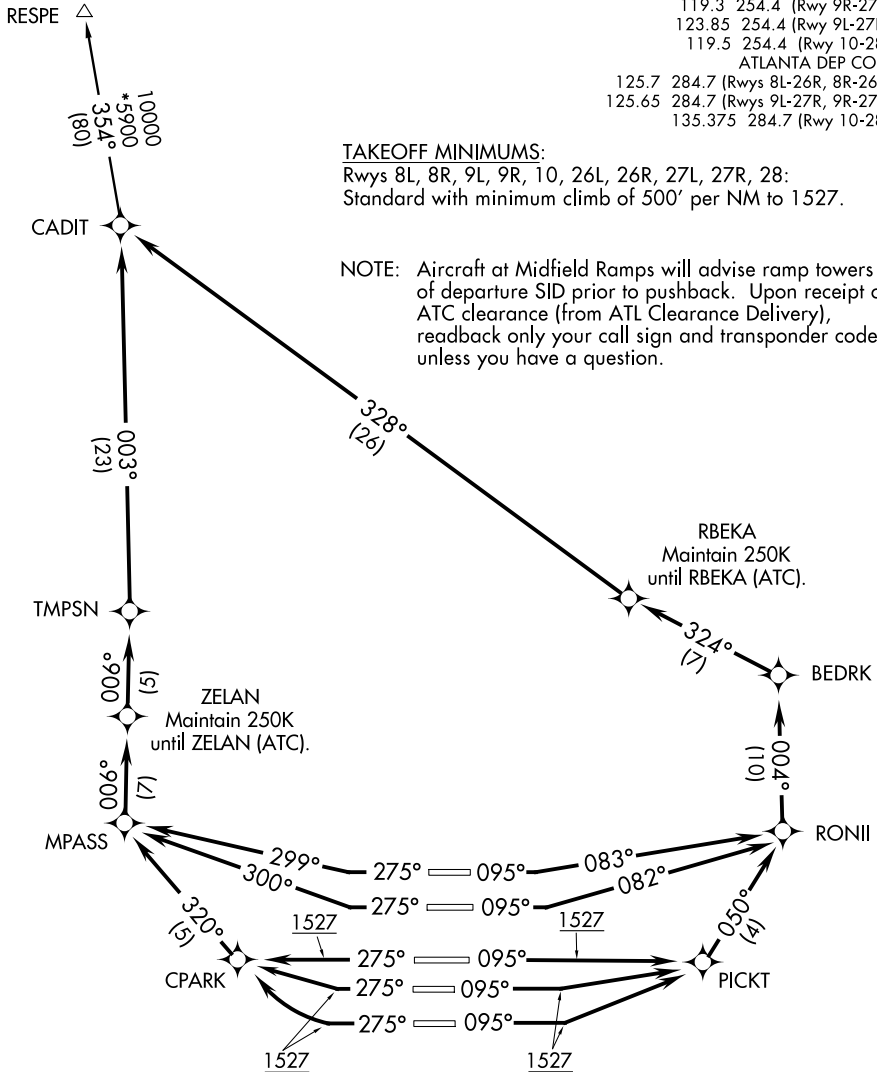 RESPE
119.3 254.4 (Rwy 9R-27
123.85 254.4 (Rwy 9L-27
119.5 254.4 (Rwy 10-28
ATLANTA DEP CO
125.7 284.7 (Rwys 8L-26R, 8R-26
125.65 284.7 (Rwys 9L-27R, 9R-27
135.375 284.7 (Rwy 10-28
10000
*5900
354°
(80)
TAKEOFF MINIMUMS:
Rwys 8L, 8R, 9L, 9R, 10, 26L, 26R, 27L, 27R, 28:
Standard with minimum climb of 500' per NM to 1527.
CADIT
NOTE: Aircraft at Midfield Ramps will advise ramp towers
of departure SID prior to pushback. Upon receipt
ATC clearance (from ATL Clearance Delivery),
readback only your call sign and transponder code
unless you have a question.
328°
(26)
003°
(23)
RBEKA
Maintain 250K
until RBEKA (ATC).
TMPSN
324°
(7)
BEDRK
006°
(5)
ZELAN
Maintain 250K
until ZELAN (ATC).
004°
(10)
006°
(7)
MPASS
RONII
299°
275°
095°
083°
300°
275°
095°
082°
320°
(5)
1527
1527
050°
(4)
275°
095°
CPARK
PICKT
275°
095°
275°
095°
1527
1527